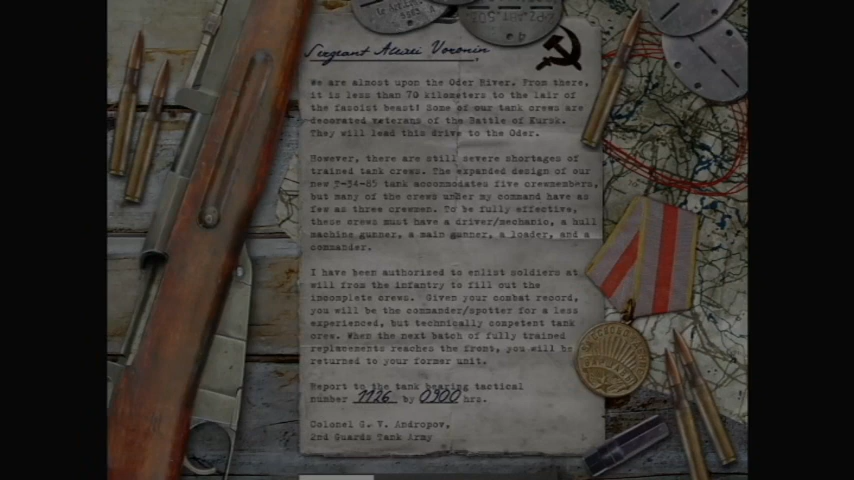 Sergeant Alexei Voronin
We are almost upon the Oder River. From there,
it is less than 70 kilometers to the lair of
the fascist beast! Some of our tank crews are
decorated veterans of the Battle of Kursk.
They will lead this drive to the Oder.
However, there are still severe shortages of
trained tank crews. The expanded design of our
new T-34-85 tank accommodates five crewmembers,
but many of the crews under my command have as
few as three crewmen. To be fully effective,
these crews must have a driver/mechanic, a hull
machine gunner, a main gunner, a loader, and a
commander.
I have been authorized to enlist soldiers at
will from the infantry to fill out the
incomplete crews. Given your combat record,
you will be the commander/spotter for a less
experienced, but technically competent tank
crew. When the next batch of fully trained
replacements reaches the front, you will be
returned to your former unit.
Report to the tank bearing tactical
number 7726 by 0900 hrs.
Colonel G. V. Andropov,
2nd Guards Tank Army